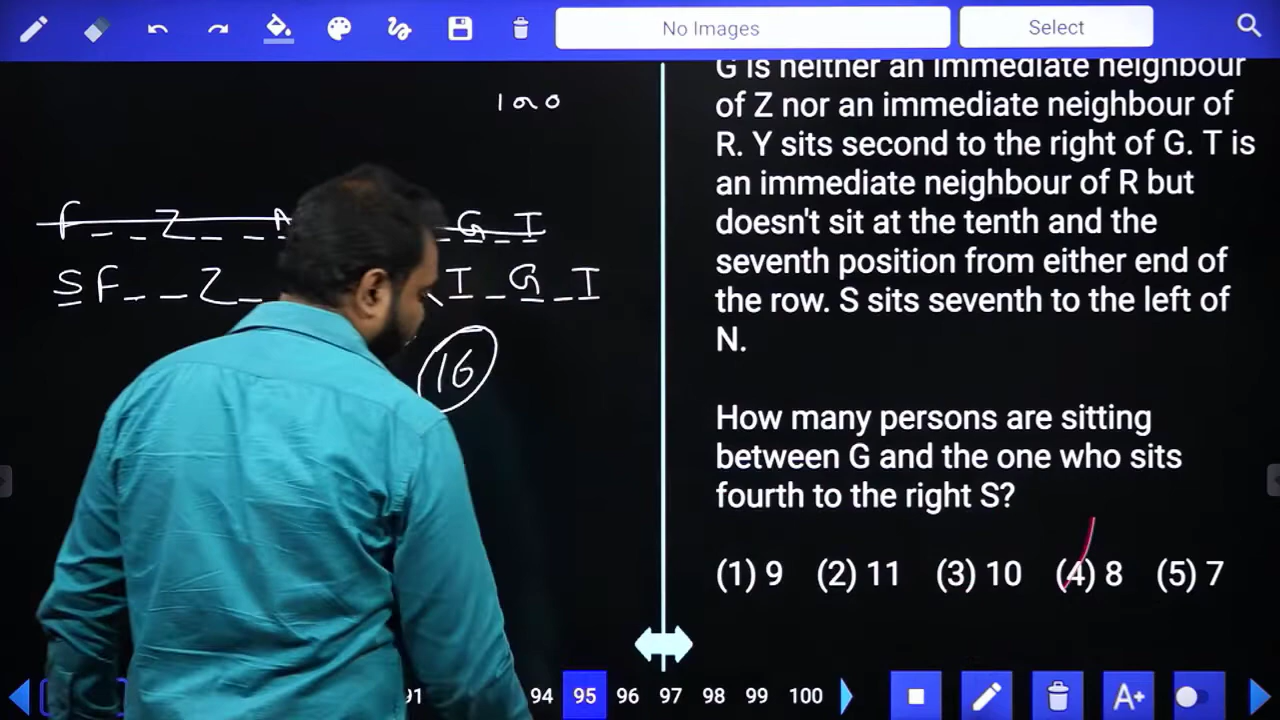 No Images
Select
100
F _ _ Z _ _ G _ I
S F _ _ Z _ _ I _ G _ I
16
G is neither an immediate neighbour
of Z nor an immediate neighbour of
R. Y sits second to the right of G. T is
an immediate neighbour of R but
doesn't sit at the tenth and the
seventh position from either end of
the row. S sits seventh to the left of
N.
How many persons are sitting
between G and the one who sits
fourth to the right S?
(1) 9 (2) 11 (3) 10 (4) 8 (5) 7
91 94 95 96 97 98 99 100
A+